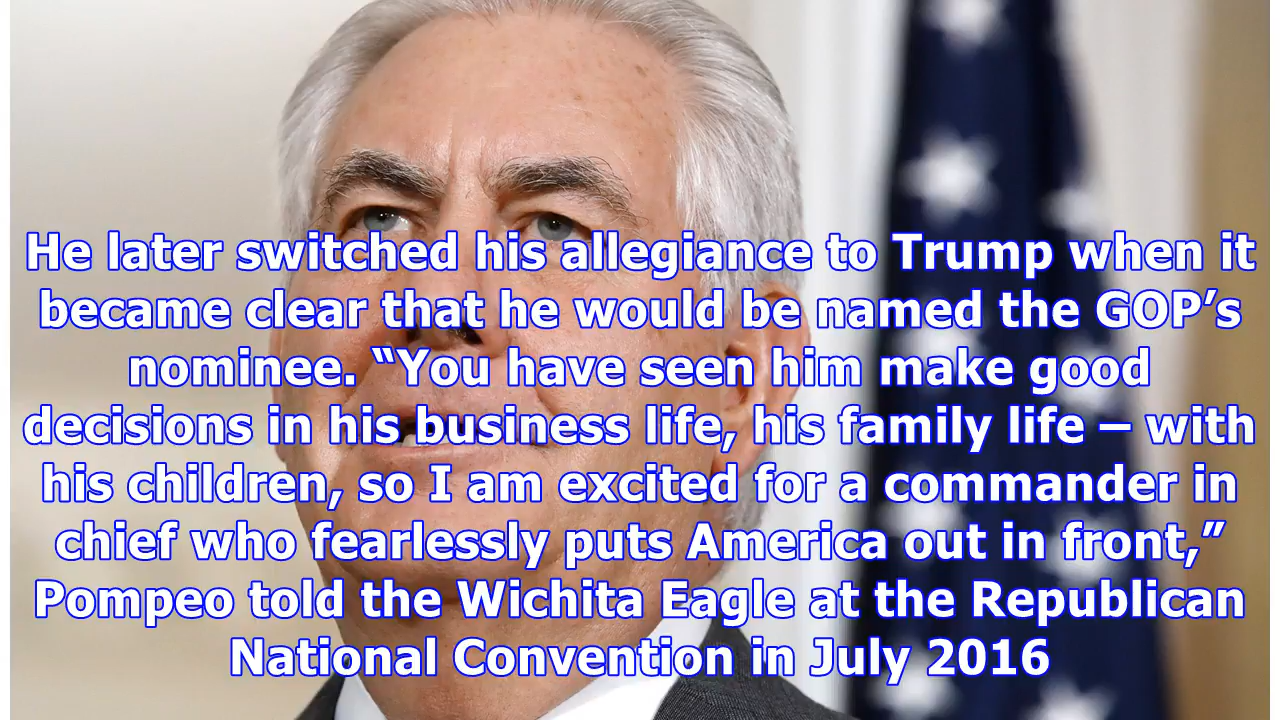 He later switched his allegiance to Trump when it
became clear that he would be named the GOP’s
nominee. “You have seen him make good
decisions in his business life, his family life – with
his children, so I am excited for a commander in
chief who fearlessly puts America out in front,”
Pompeo told the Wichita Eagle at the Republican
National Convention in July 2016